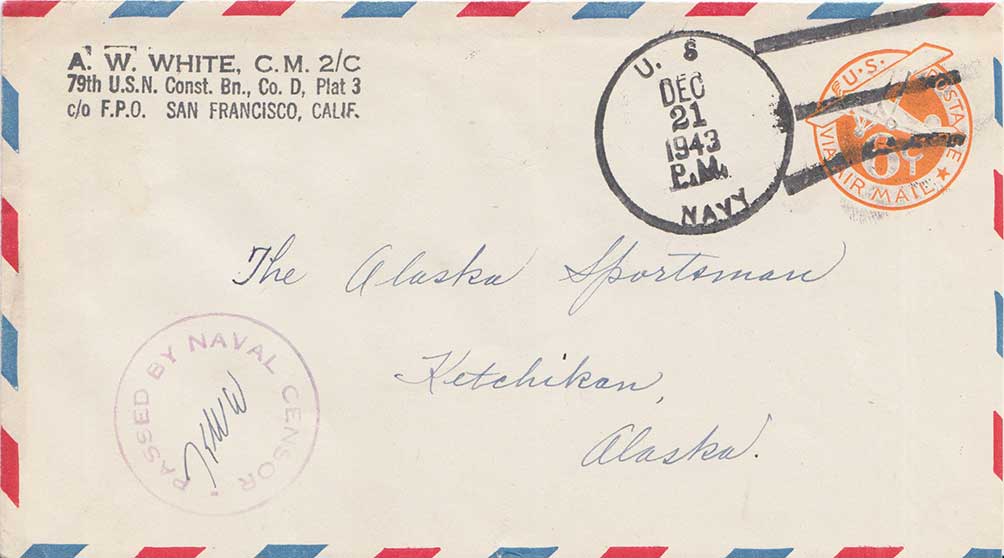 A. W. WHITE, C.M. 2/C
79th U.S.N. Const. Bn., Co. D, Plat 3
c/o F.P.O. SAN FRANCISCO, CALIF.
U. S
DEC
21
1943
P.M.
NAVY
U.S. POSTAGE
6¢
VIA AIR MAIL
The Alaska Sportsman
Ketchikan,
Alaska.
PASSED BY NAVAL CENSOR